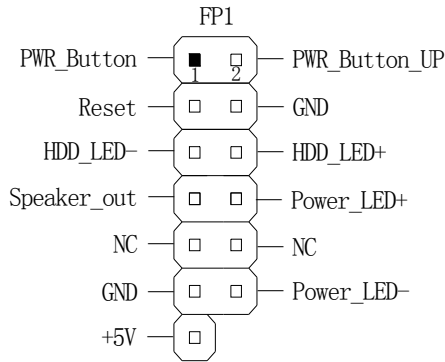 FP1
PWR_Button 1 2 PWR_Button_UP
Reset GND
HDD_LED- HDD_LED+
Speaker_out Power_LED+
NC NC
GND Power_LED-
+5V